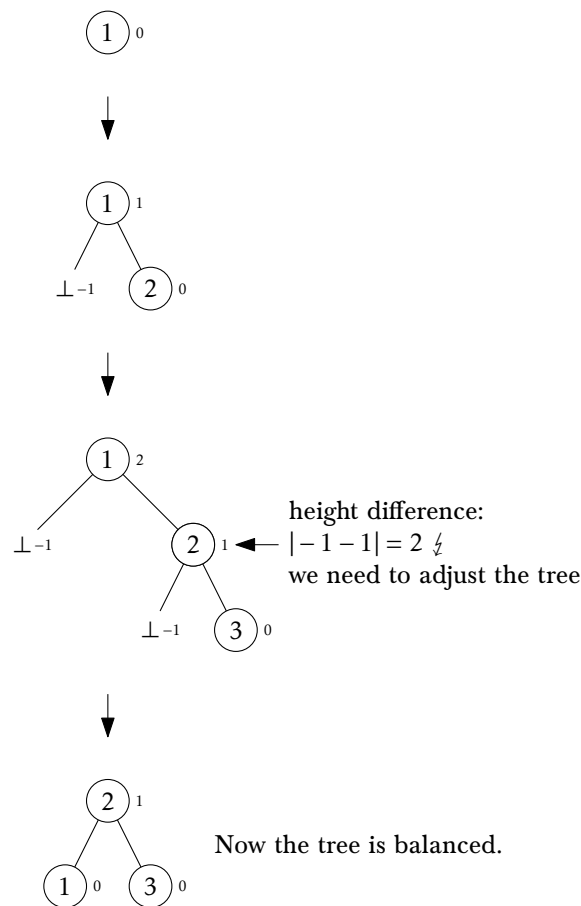 1 0
1 1
⊥ −1 2 0
1 2
height difference:
⊥ −1 2 1 |− 1 − 1| = 2 ↯
we need to adjust the tree
⊥ −1 3 0
2 1
Now the tree is balanced.
1 0 3 0